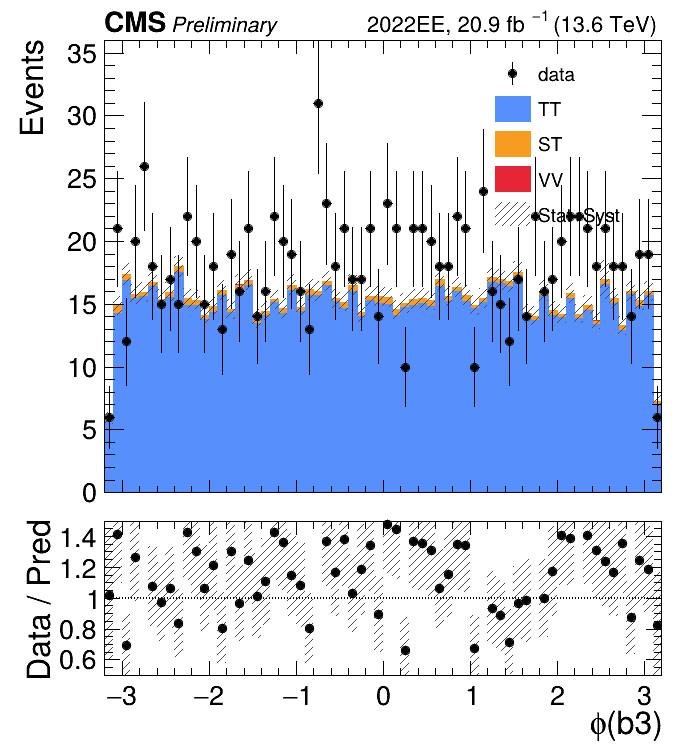 CMS Preliminary 2022EE, 20.9 fb⁻¹ (13.6 TeV)
Events
35
30
25
20
15
10
5
0
data
TT
ST
VV
Stat+Syst
Data / Pred
1.4
1.2
1
0.8
0.6
−3 −2 −1 0 1 2 3
ϕ(b3)